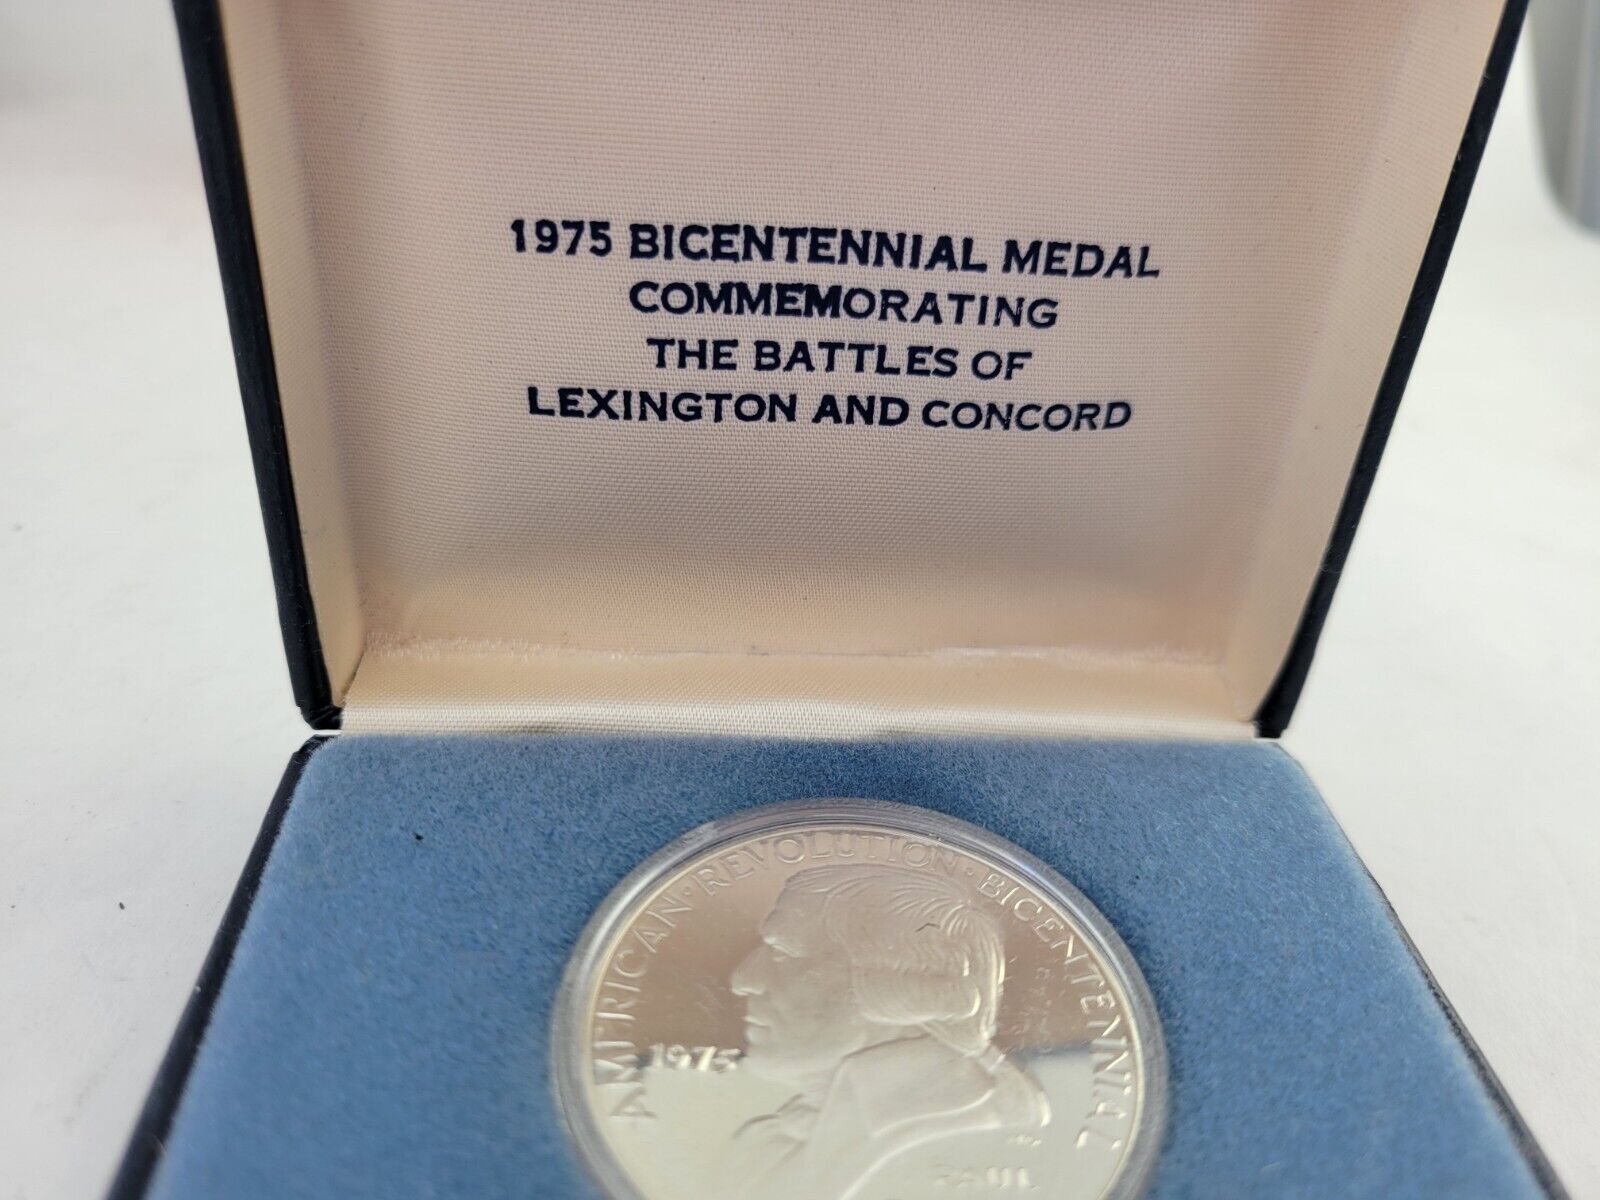 1975 BICENTENNIAL MEDAL
COMMEMORATING
THE BATTLES OF
LEXINGTON AND CONCORD
AMERICAN · REVOLUTION · BICENTENNIAL
1975
PAUL